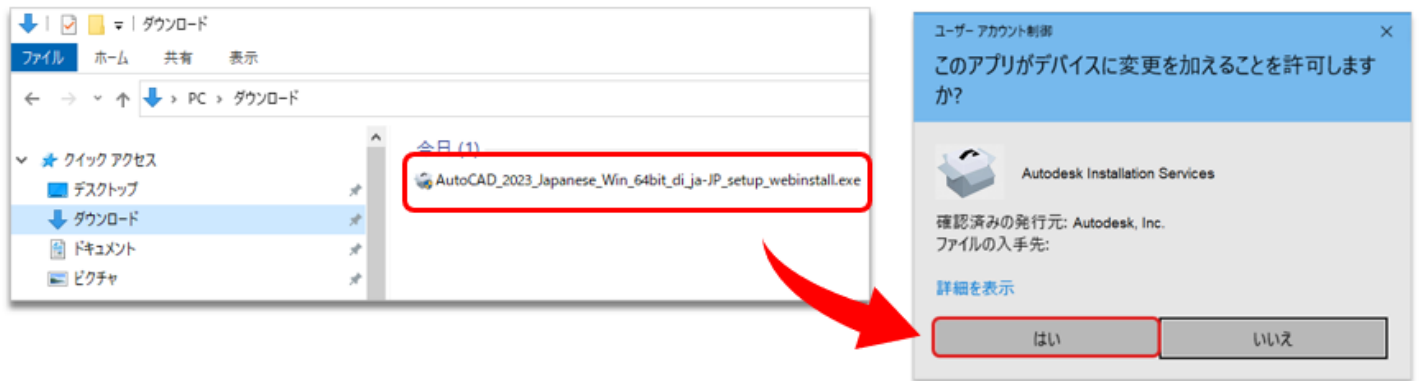 ダウンロード
ファイル ホーム 共有 表示
PC ダウンロード
クイック アクセス
デスクトップ
ダウンロード
ドキュメント
ピクチャ
今日 (1)
AutoCAD_2023_Japanese_Win_64bit_di_ja-JP_setup_webinstall.exe
ユーザー アカウント制御
このアプリがデバイスに変更を加えることを許可します
か?
Autodesk Installation Services
確認済みの発行元: Autodesk, Inc.
ファイルの入手先:
詳細を表示
はい いいえ